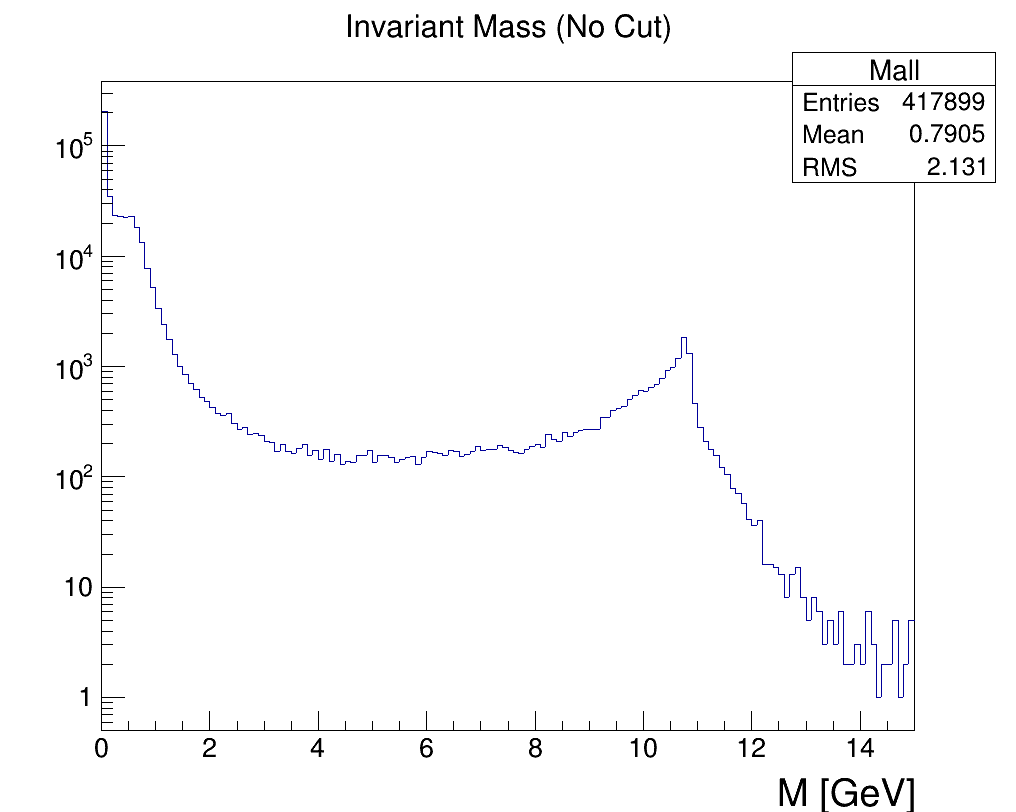 Invariant Mass (No Cut)
Mall
Entries 417899
Mean 0.7905
RMS 2.131
10^5
10^4
10^3
10^2
10
1
0 2 4 6 8 10 12 14
M [GeV]